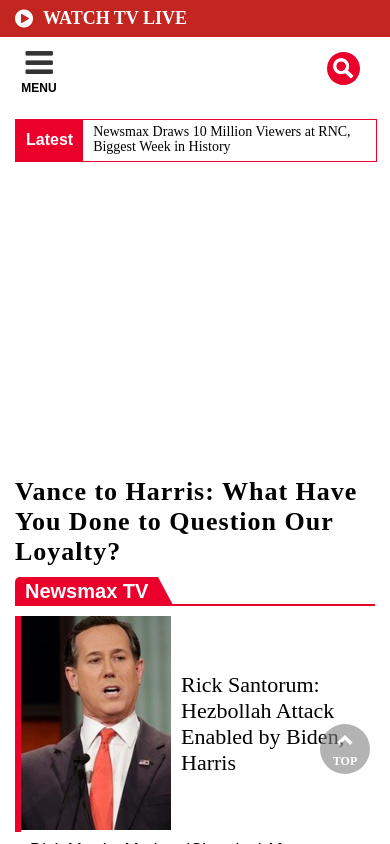 WATCH TV LIVE
MENU
Latest
Newsmax Draws 10 Million Viewers at RNC,
Biggest Week in History
Vance to Harris: What Have
You Done to Question Our
Loyalty?
Newsmax TV
Rick Santorum:
Hezbollah Attack
Enabled by Biden,
Harris
TOP